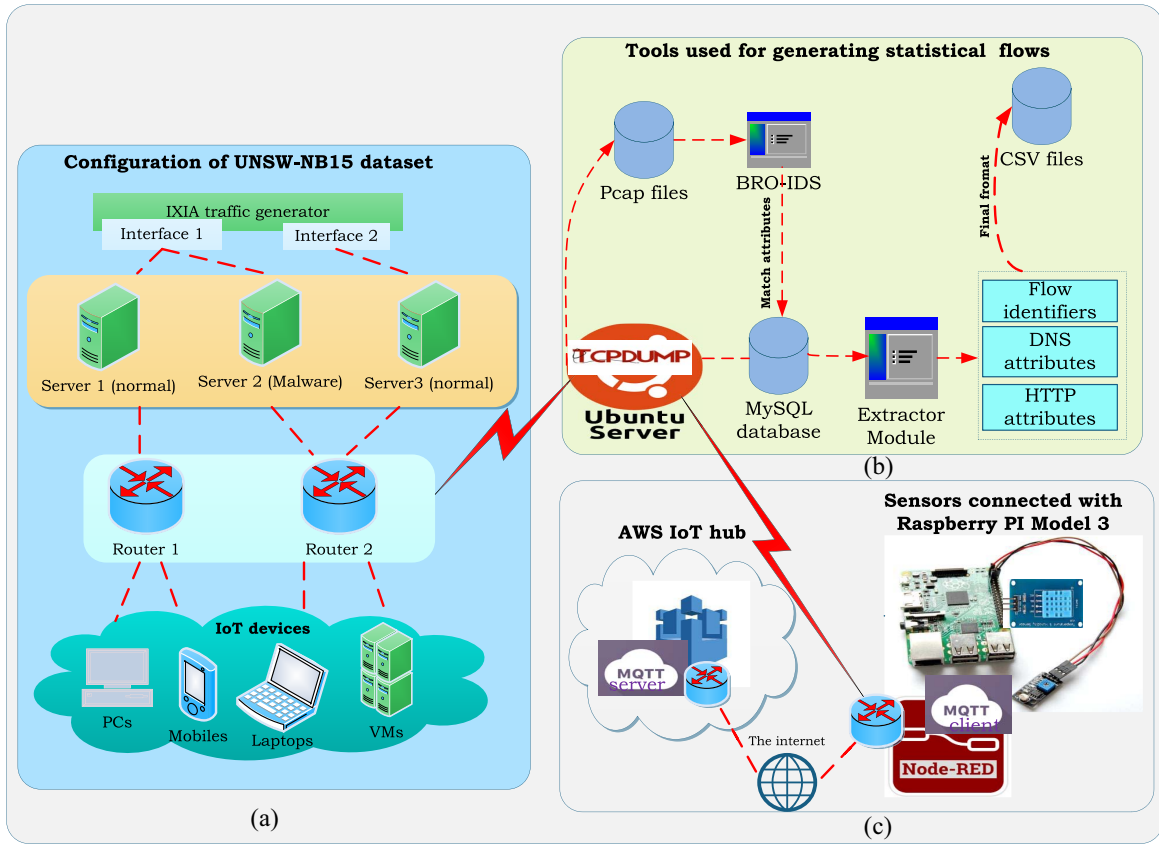 Configuration of UNSW-NB15 dataset
IXIA traffic generator
Interface 1
Interface 2
Server 1 (normal)
Server 2 (Malware)
Server3 (normal)
Router 1
Router 2
IoT devices
PCs
Mobiles
Laptops
VMs
(a)
Tools used for generating statistical flows
Pcap files
BRO-IDS
CSV files
Match attributes
Final fromat
TCPDUMP
Ubuntu
Server
MySQL
database
Extractor
Module
Flow
identifiers
DNS
attributes
HTTP
attributes
(b)
AWS IoT hub
MQTT
server
The internet
Sensors connected with
Raspberry PI Model 3
MQTT
client
Node-RED
(c)